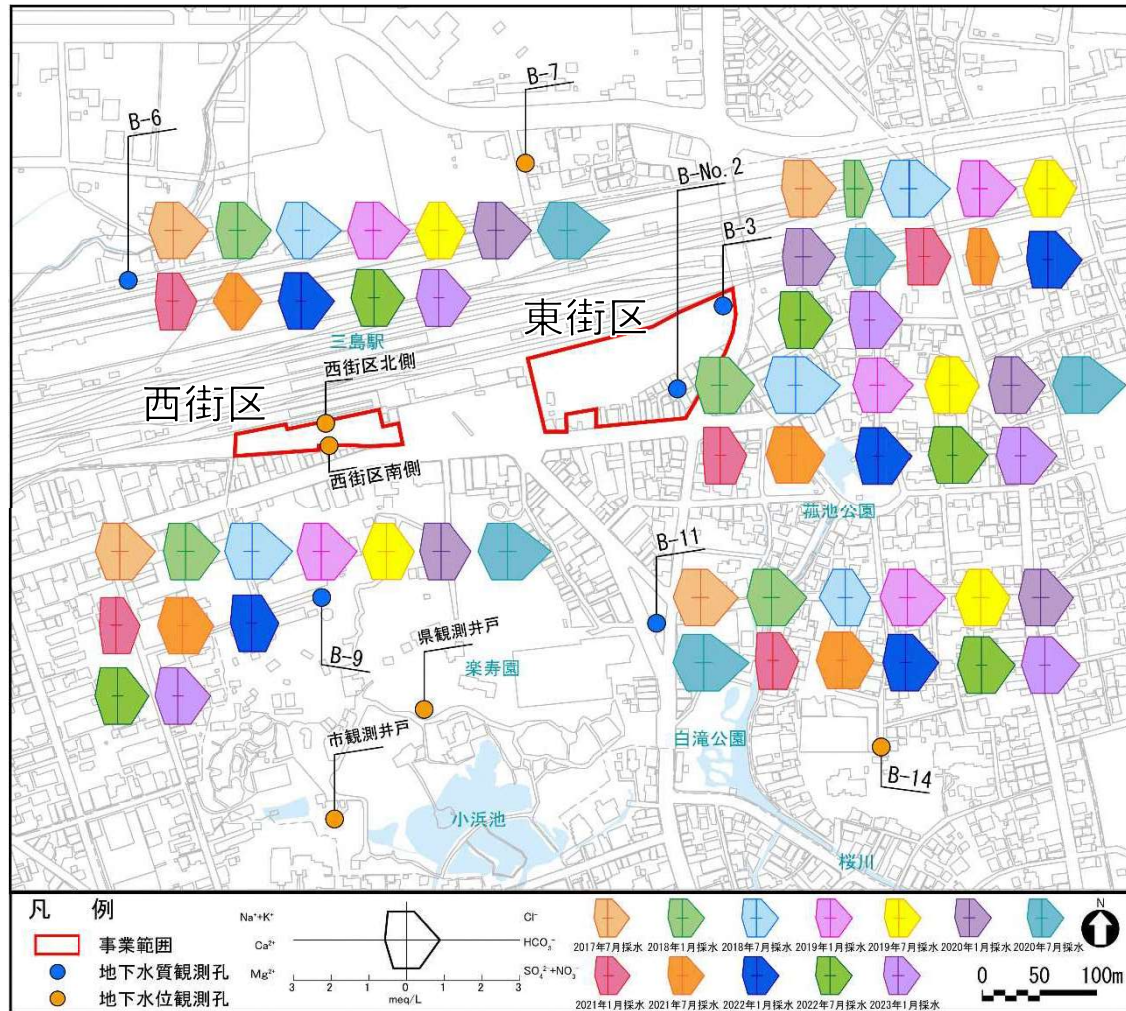 B-7
B-6
B-No. 2
B-3
東街区
三島駅
西街区北側
西街区
西街区南側
菰池公園
B-11
県観測井戸
B-9
楽寿園
市観測井戸
白滝公園
B-14
小浜池
桜川
凡 例
事業範囲
地下水質観測孔
地下水位観測孔
Na⁺+K⁺
Cl⁻
Ca²⁺
HCO₃⁻
Mg²⁺
SO₄²⁻+NO₃⁻
3 2 1 0 1 2 3
meq/L
2017年7月採水 2018年1月採水 2018年7月採水 2019年1月採水 2019年7月採水 2020年1月採水 2020年7月採水
2021年1月採水 2021年7月採水 2022年1月採水 2022年7月採水 2023年1月採水
N
0 50 100m